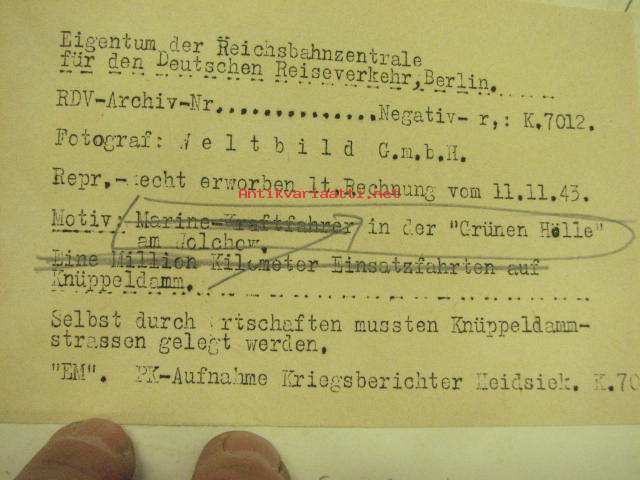 Eigentum der Reichsbahnzentrale
für den Deutschen Reiseverkehr, Berlin.
RDV-Archiv-Nr...............Negativ- r,: K.7012.
Fotograf: Weltbild G.m.b.H.
Repr.-Recht erworben lt.Rechnung vom 11.11.43.
Antikvariaatti.net
Motiv: Marine-Kraftfahrer in der "Grünen Hölle"
am Wolchow.
Eine Million Kilometer Einsatzfahrten auf
Knüppeldamm.
Selbst durch Ortschaften mussten Knüppeldamm-
strassen gelegt werden.
"EM". PK-Aufnahme Kriegsberichter Heidsiek. K.70